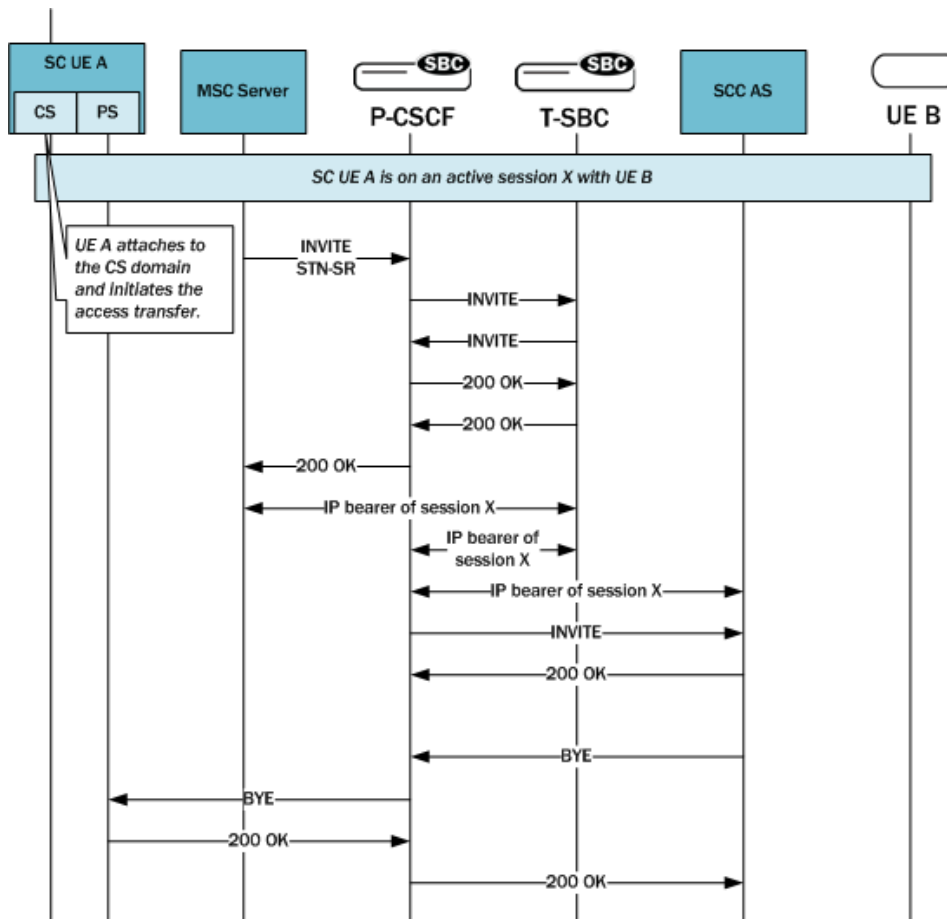 SC UE A
CS
PS
MSC Server
SBC
P-CSCF
SBC
T-SBC
SCC AS
UE B
SC UE A is on an active session X with UE B
UE A attaches to
the CS domain
and initiates the
access transfer.
INVITE
STN-SR
INVITE
INVITE
200 OK
200 OK
200 OK
IP bearer of session X
IP bearer of
session X
IP bearer of session X
INVITE
200 OK
BYE
BYE
200 OK
200 OK